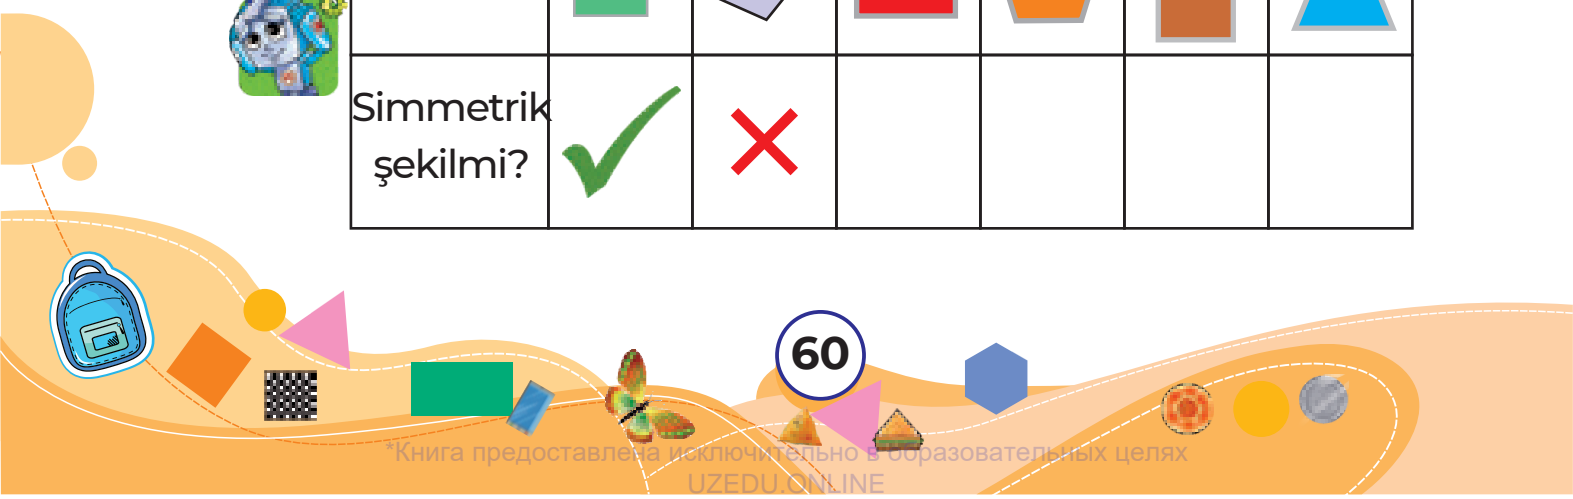 Simmetrik
şekilmi?
60
*Книга предоставлена исключительно в образовательных целях
UZEDU.ONLINE